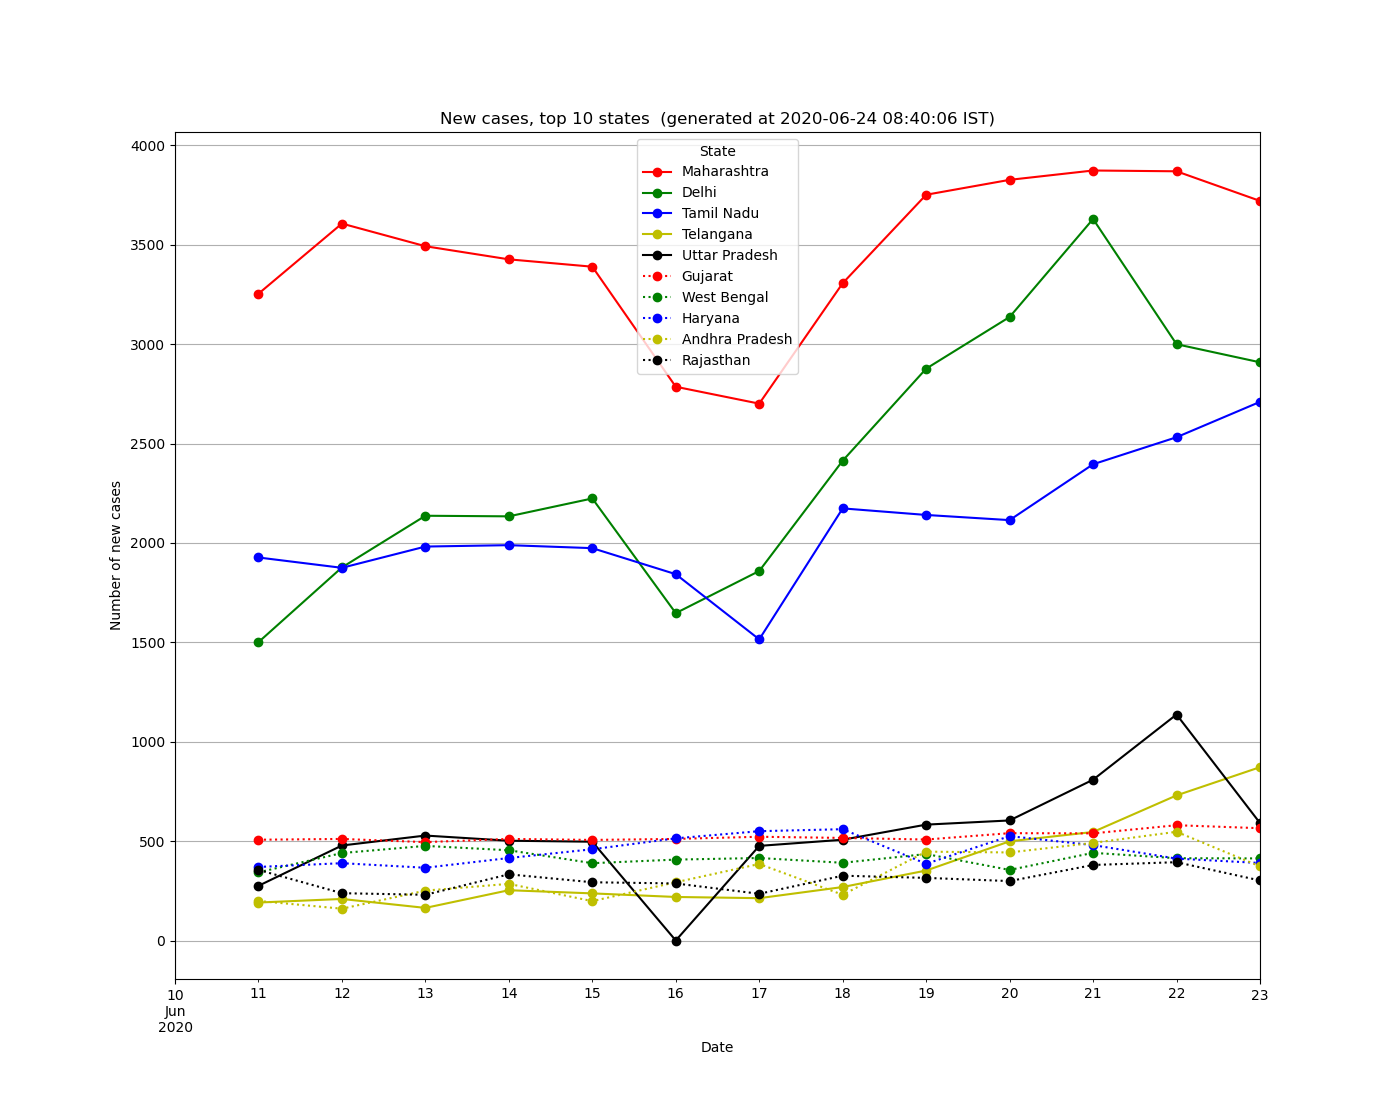 New cases, top 10 states  (generated at 2020-06-24 08:40:06 IST)
State
Maharashtra
Delhi
Tamil Nadu
Telangana
Uttar Pradesh
Gujarat
West Bengal
Haryana
Andhra Pradesh
Rajasthan
Number of new cases
4000
3500
3000
2500
2000
1500
1000
500
0
10 11 12 13 14 15 16 17 18 19 20 21 22 23
Jun
2020
Date